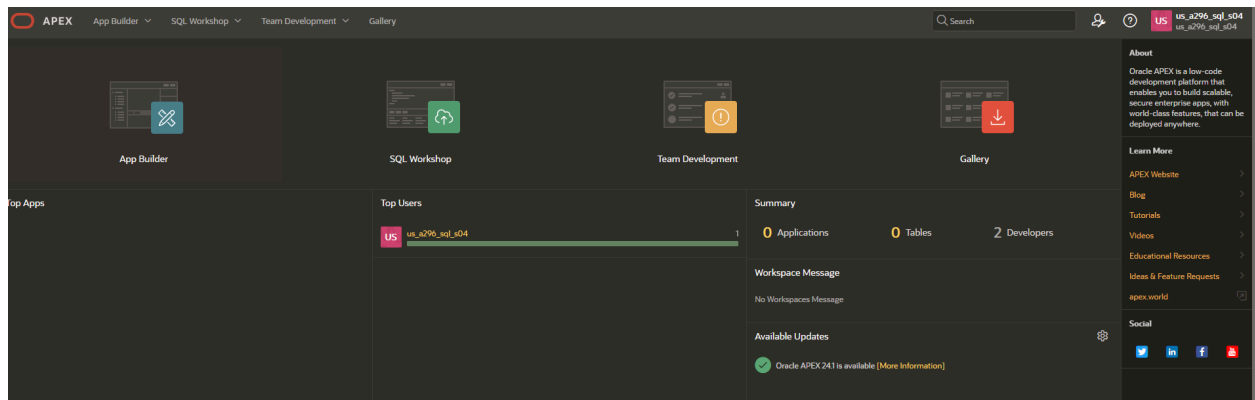 APEX
App Builder
SQL Workshop
Team Development
Gallery
Search
US
us_a296_sql_s04
us_a296_sql_s04
App Builder
SQL Workshop
Team Development
Gallery
Top Apps
Top Users
US
us_a296_sql_s04
1
Summary
0 Applications
0 Tables
2 Developers
Workspace Message
No Workspaces Message
Available Updates
Oracle APEX 24.1 is available [More Information]
About
Oracle APEX is a low-code
development platform that
enables you to build scalable,
secure enterprise apps, with
world-class features, that can be
deployed anywhere.
Learn More
APEX Website
Blog
Tutorials
Videos
Educational Resources
Ideas & Feature Requests
apex.world
Social